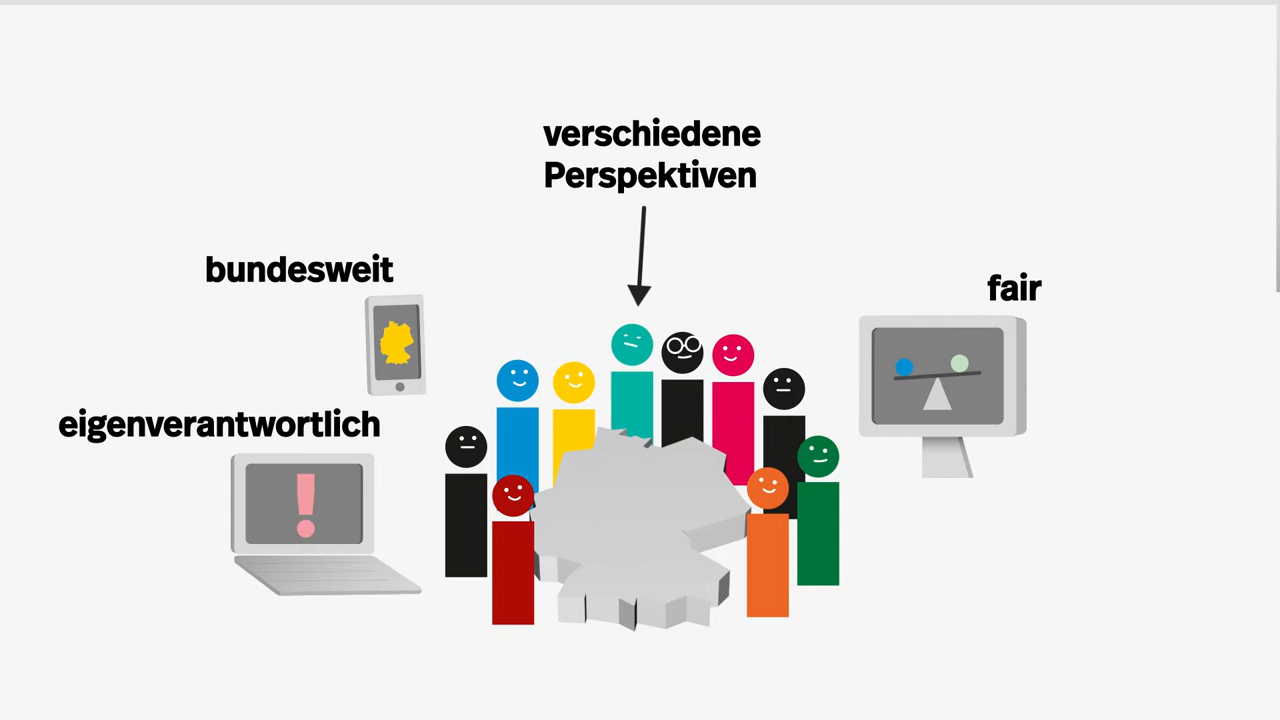 verschiedene
Perspektiven
bundesweit
fair
eigenverantwortlich